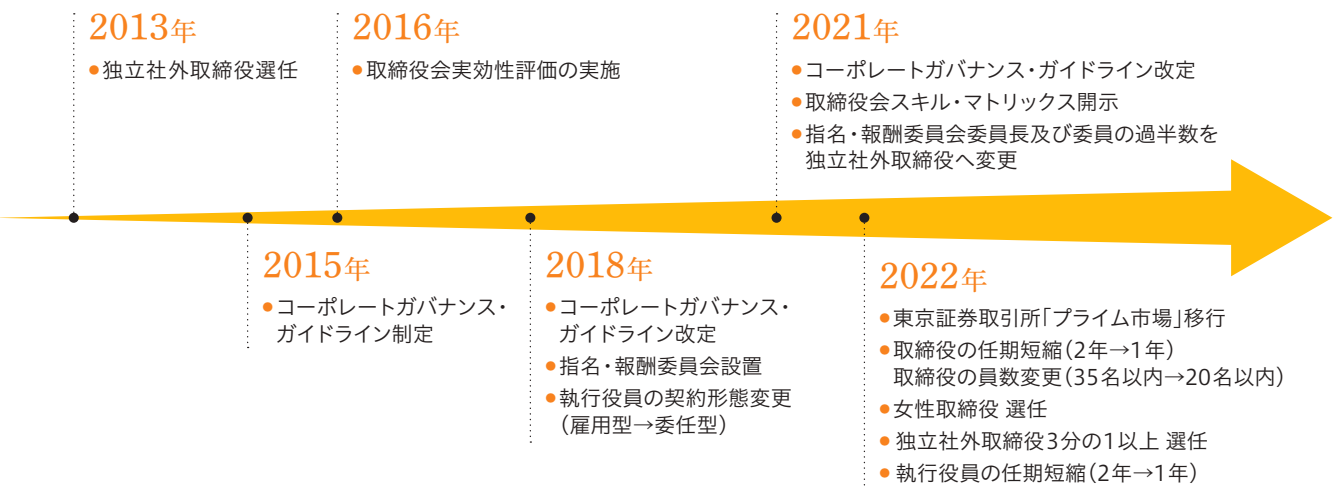 2013年
●独立社外取締役選任
2016年
●取締役会実効性評価の実施
2021年
●コーポレートガバナンス・ガイドライン改定
●取締役会スキル・マトリックス開示
●指名・報酬委員会委員長及び委員の過半数を
独立社外取締役へ変更
2015年
●コーポレートガバナンス・
ガイドライン制定
2018年
●コーポレートガバナンス・
ガイドライン改定
●指名・報酬委員会設置
●執行役員の契約形態変更
（雇用型→委任型）
2022年
●東京証券取引所「プライム市場」移行
●取締役の任期短縮（2年→1年）
取締役の員数変更（35名以内→20名以内）
●女性取締役 選任
●独立社外取締役3分の1以上 選任
●執行役員の任期短縮（2年→1年）